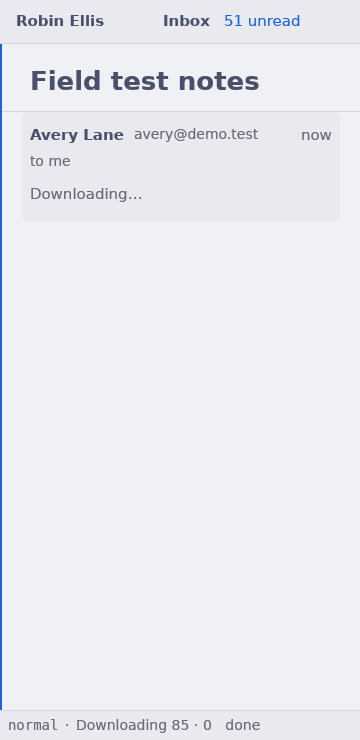 Robin Ellis Inbox 51 unread
Field test notes
Avery Lane avery@demo.test now
to me
Downloading…
normal · Downloading 85 · 0 done